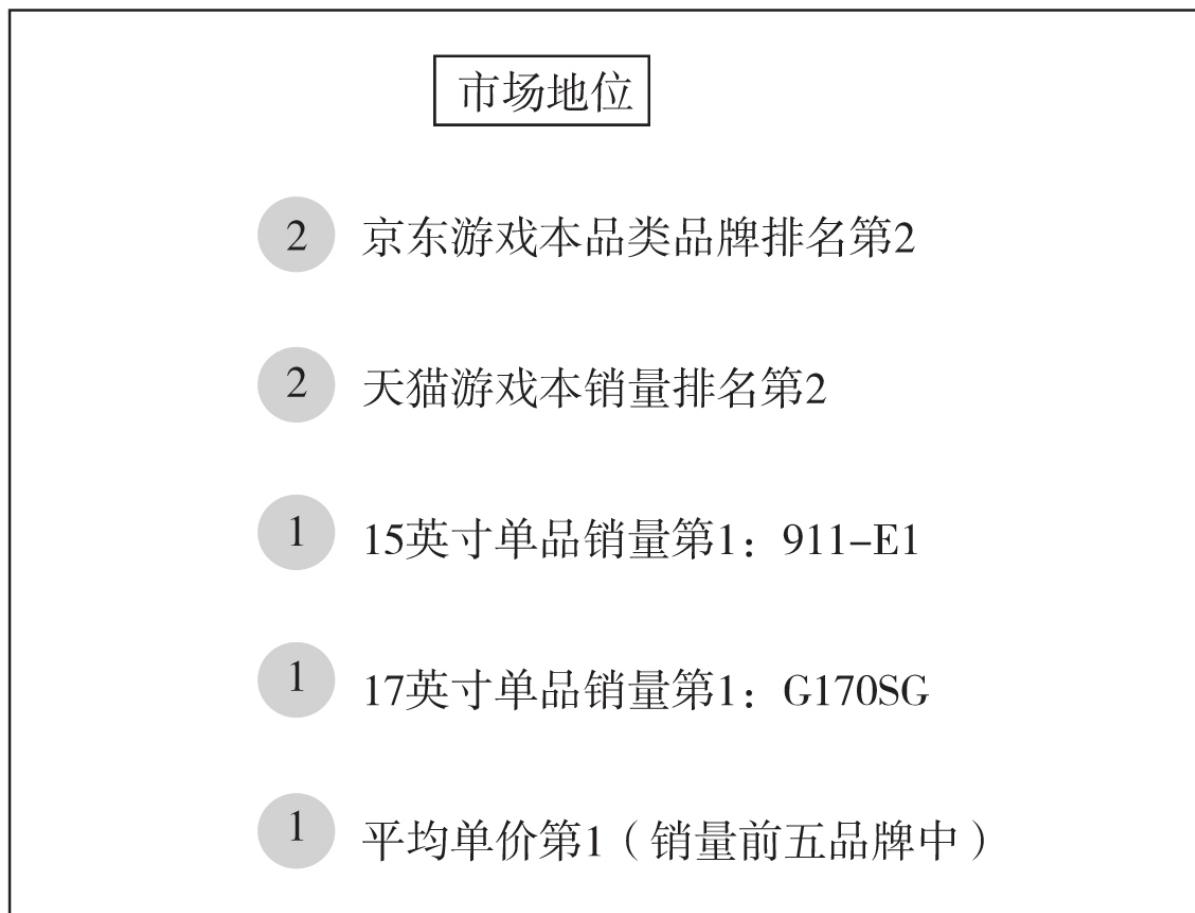 市场地位
2 京东游戏本品类品牌排名第2
2 天猫游戏本销量排名第2
1 15英寸单品销量第1：911-E1
1 17英寸单品销量第1：G170SG
1 平均单价第1（销量前五品牌中）